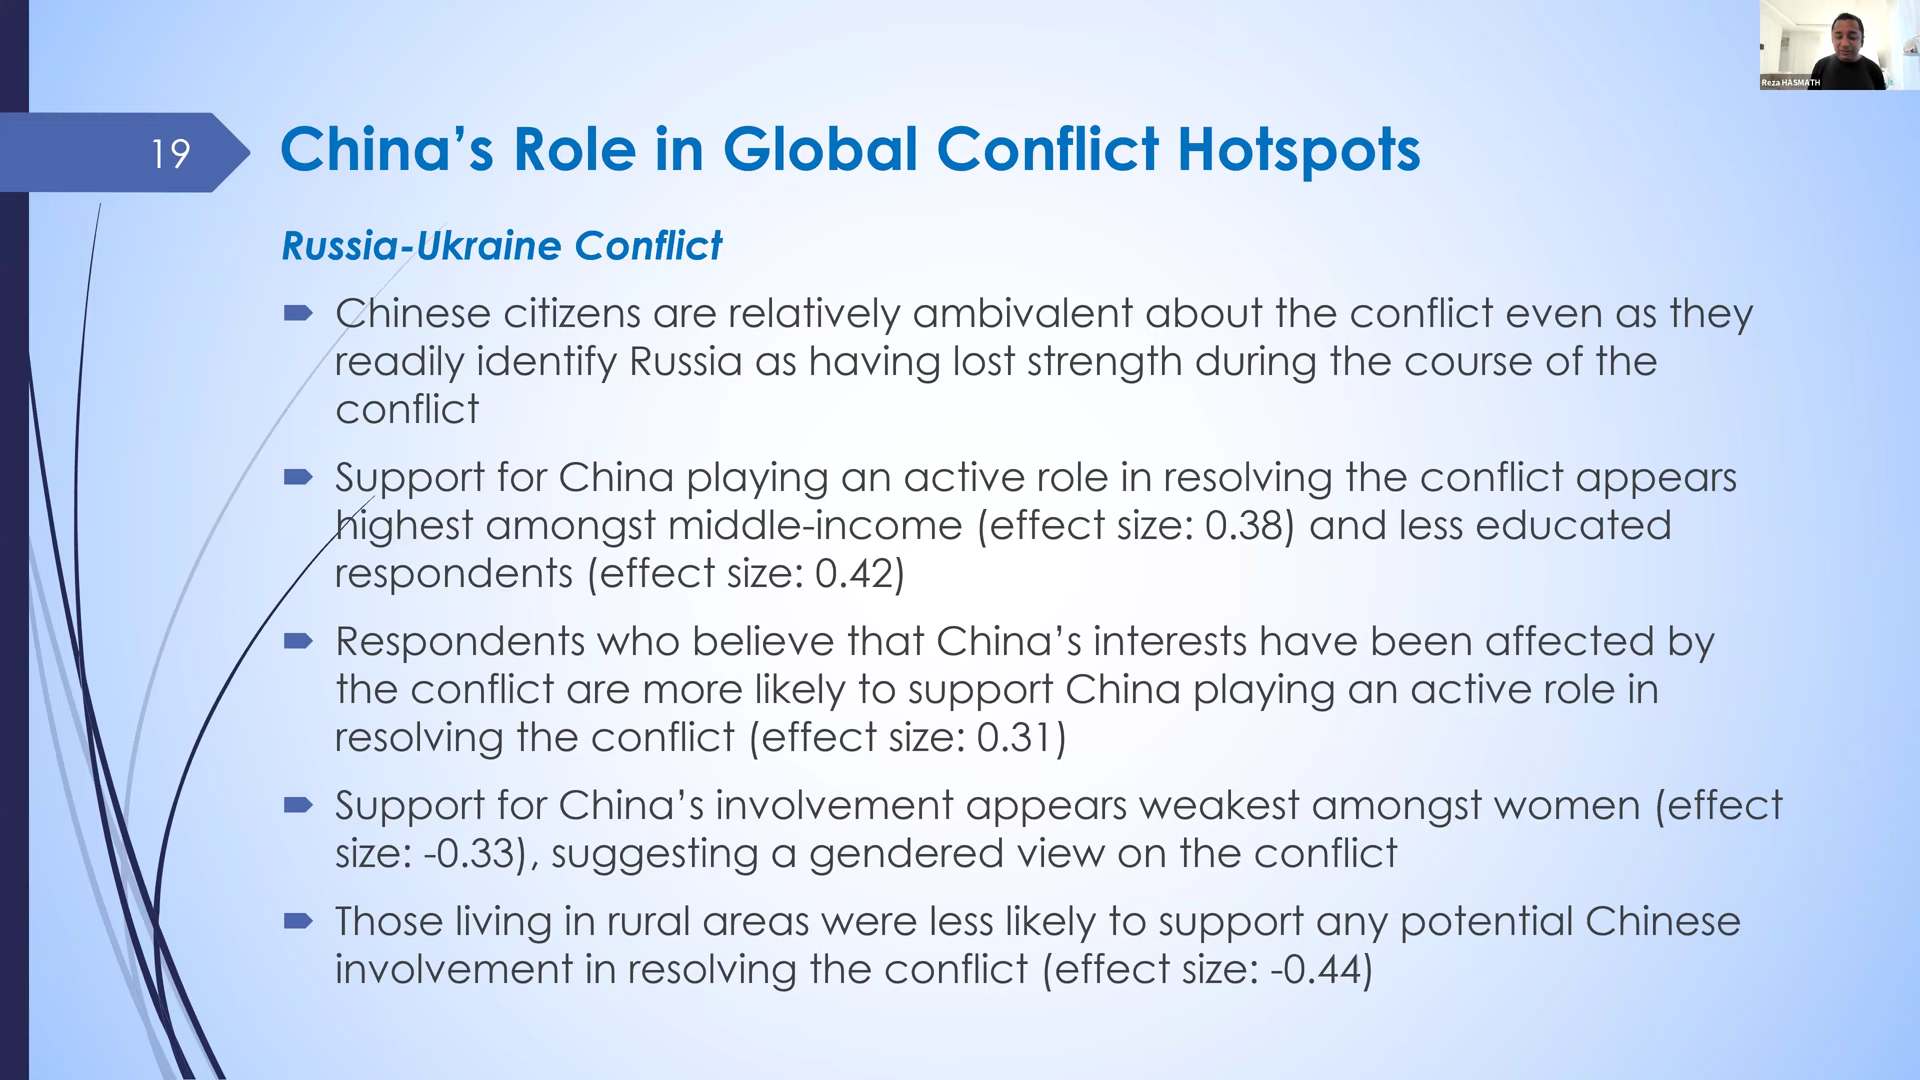 Reza HASMATH
19
China’s Role in Global Conflict Hotspots
Russia-Ukraine Conflict
Chinese citizens are relatively ambivalent about the conflict even as they
readily identify Russia as having lost strength during the course of the
conflict
Support for China playing an active role in resolving the conflict appears
highest amongst middle-income (effect size: 0.38) and less educated
respondents (effect size: 0.42)
Respondents who believe that China’s interests have been affected by
the conflict are more likely to support China playing an active role in
resolving the conflict (effect size: 0.31)
Support for China’s involvement appears weakest amongst women (effect
size: -0.33), suggesting a gendered view on the conflict
Those living in rural areas were less likely to support any potential Chinese
involvement in resolving the conflict (effect size: -0.44)